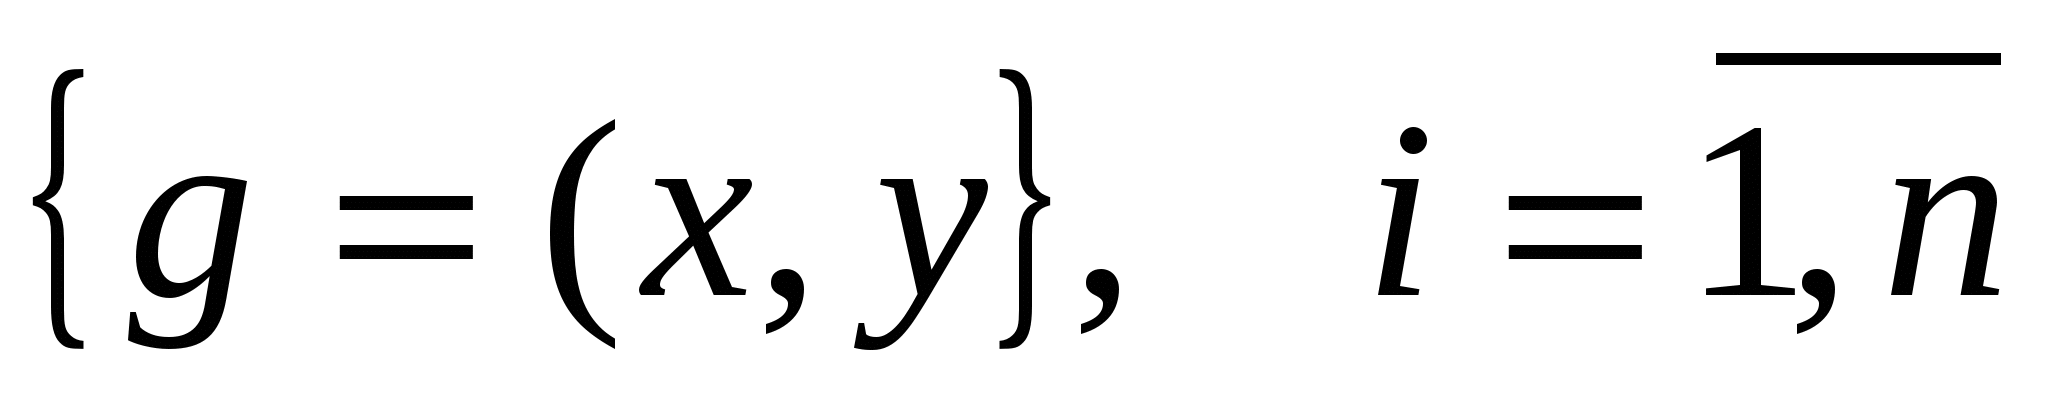 {g = (x, y}, i = \overline{1, n}